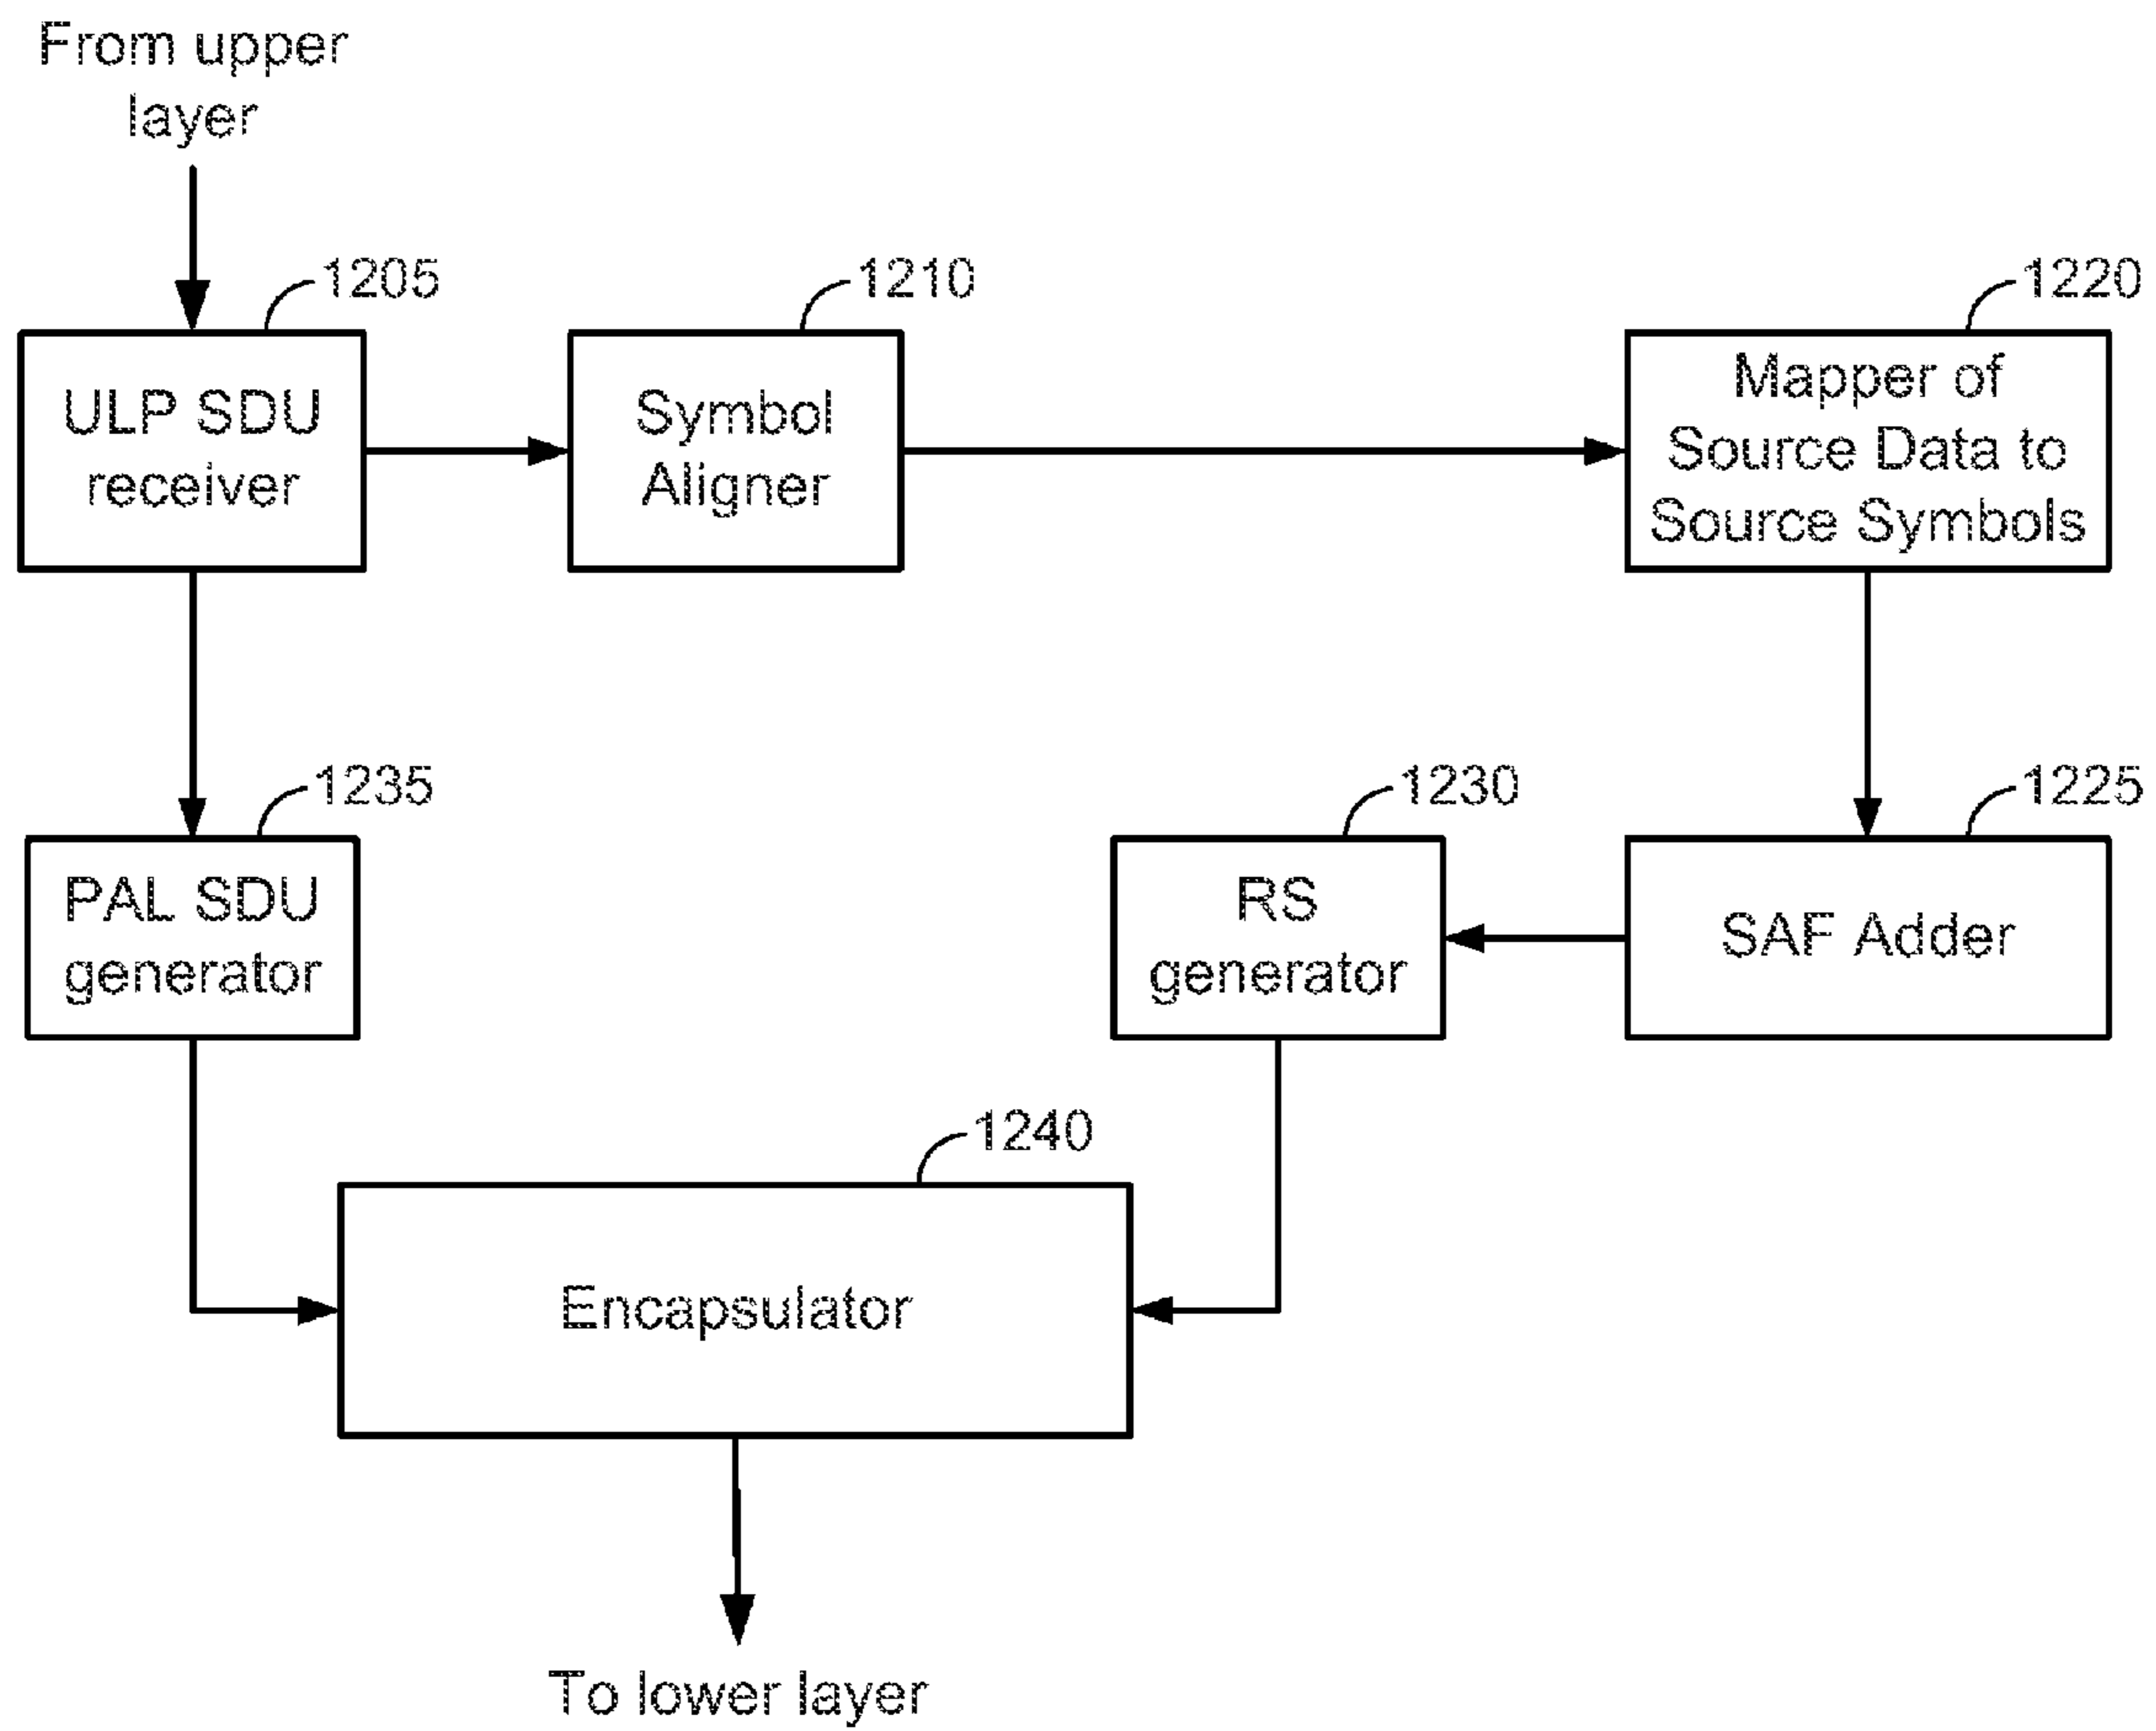 From upper
layer
1205
1210
1220
ULP SDU
receiver
Symbol
Aligner
Mapper of
Source Data to
Source Symbols
1235
1230
1225
PAL SDU
generator
RS
generator
SAF Adder
1240
Encapsulator
To lower layer